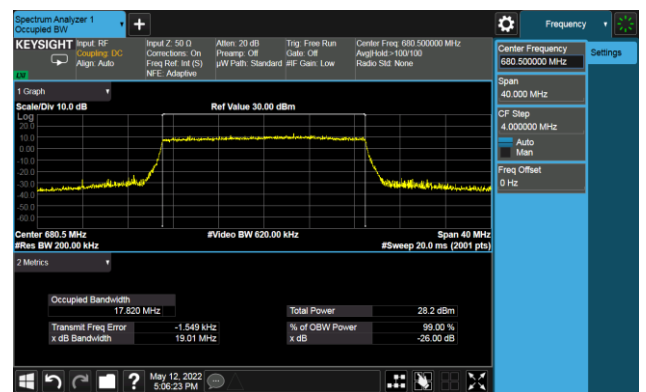 Spectrum Analyzer 1
Occupied BW
Frequency
KEYSIGHT
Input: RF
Coupling: DC
Align: Auto
Input Z: 50 Ω
Corrections: On
Freq Ref: Int (S)
NFE: Adaptive
Atten: 20 dB
Preamp: Off
µW Path: Standard
Trig: Free Run
Gate: Off
#IF Gain: Low
Center Freq: 680.500000 MHz
Avg|Hold:>100/100
Radio Std: None
Center Frequency
680.500000 MHz
Settings
Span
40.000 MHz
CF Step
4.000000 MHz
Auto
Man
Freq Offset
0 Hz
1 Graph
Scale/Div 10.0 dB
Ref Value 30.00 dBm
Log
20.0
10.0
0.00
-10.0
-20.0
-30.0
-40.0
-50.0
-60.0
Center 680.5 MHz
#Video BW 620.00 kHz
Span 40 MHz
#Res BW 200.00 kHz
#Sweep 20.0 ms (2001 pts)
2 Metrics
Occupied Bandwidth
17.820 MHz
Total Power
28.2 dBm
Transmit Freq Error
-1.549 kHz
% of OBW Power
99.00 %
x dB Bandwidth
19.01 MHz
x dB
-26.00 dB
?
May 12, 2022
5:06:23 PM